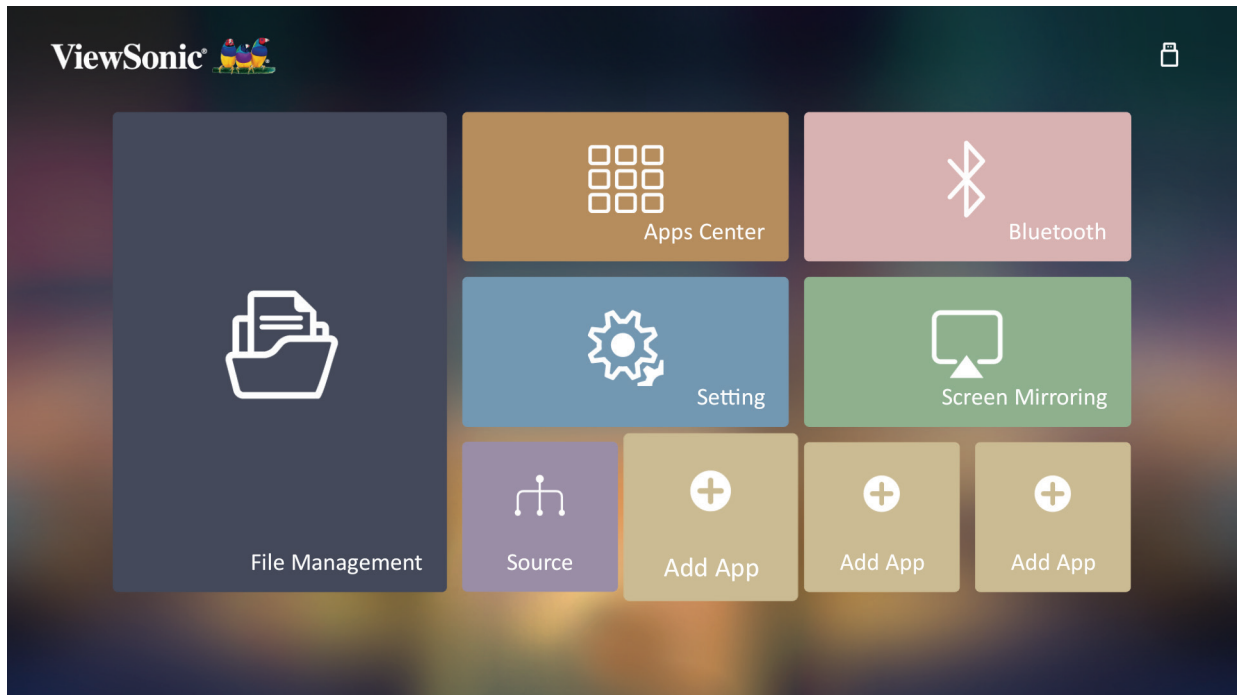 ViewSonic®
Apps Center
Bluetooth
Setting
Screen Mirroring
File Management
Source
Add App
Add App
Add App